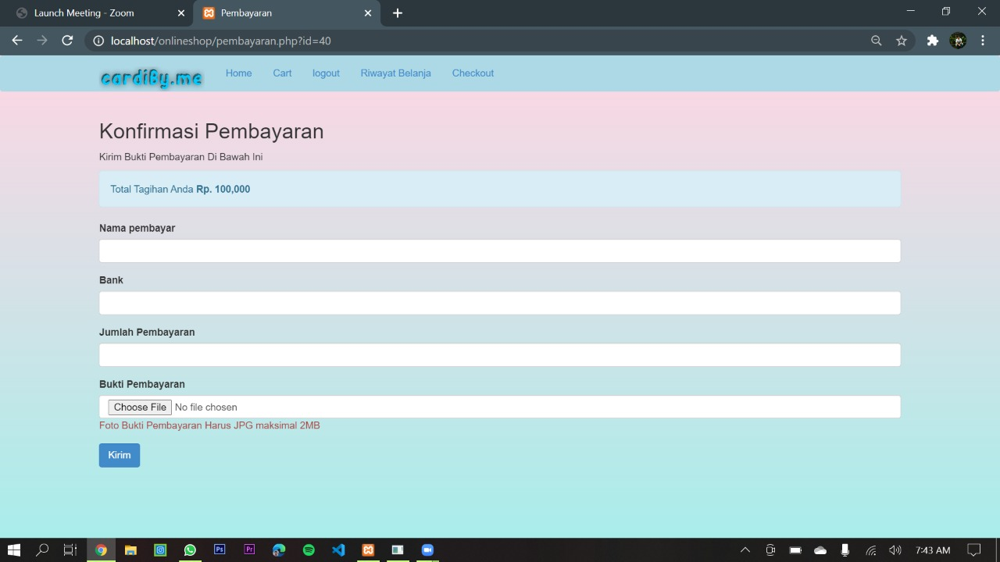 Launch Meeting - Zoom
Pembayaran
localhost/onlineshop/pembayaran.php?id=40
cardiBy.me Home Cart logout Riwayat Belanja Checkout
Konfirmasi Pembayaran
Kirim Bukti Pembayaran Di Bawah Ini
Total Tagihan Anda Rp. 100,000
Nama pembayar
Bank
Jumlah Pembayaran
Bukti Pembayaran
Choose File No file chosen
Foto Bukti Pembayaran Harus JPG maksimal 2MB
Kirim
Ps Pr 7:43 AM